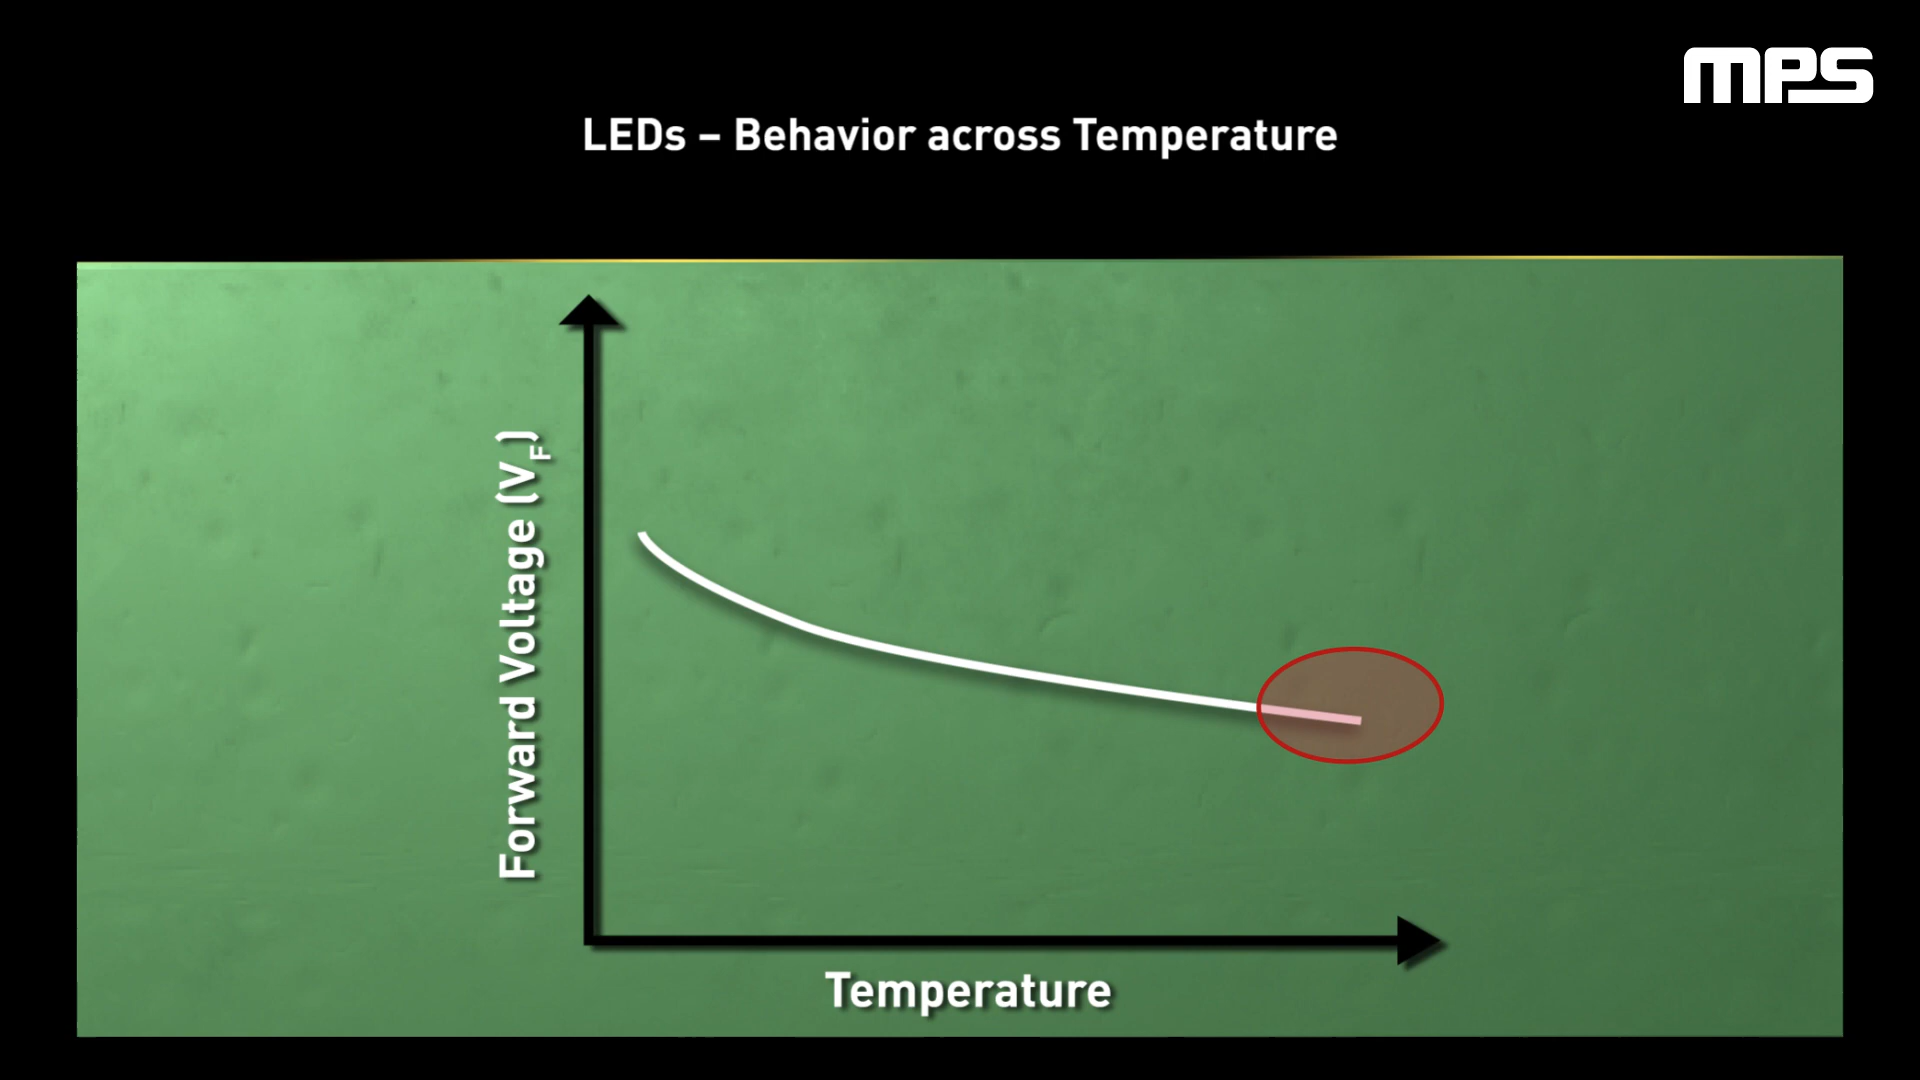 MPS
LEDs – Behavior across Temperature
Forward Voltage (VF)
Temperature